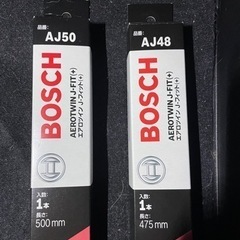 品番:
AJ50
BOSCH
AEROTWIN J-FIT(+)
エアロツイン J-フィット(+)
入数:
1本
長さ:
500mm
品番:
AJ48
BOSCH
AEROTWIN J-FIT(+)
エアロツイン J-フィット(+)
入数:
1本
長さ:
475mm